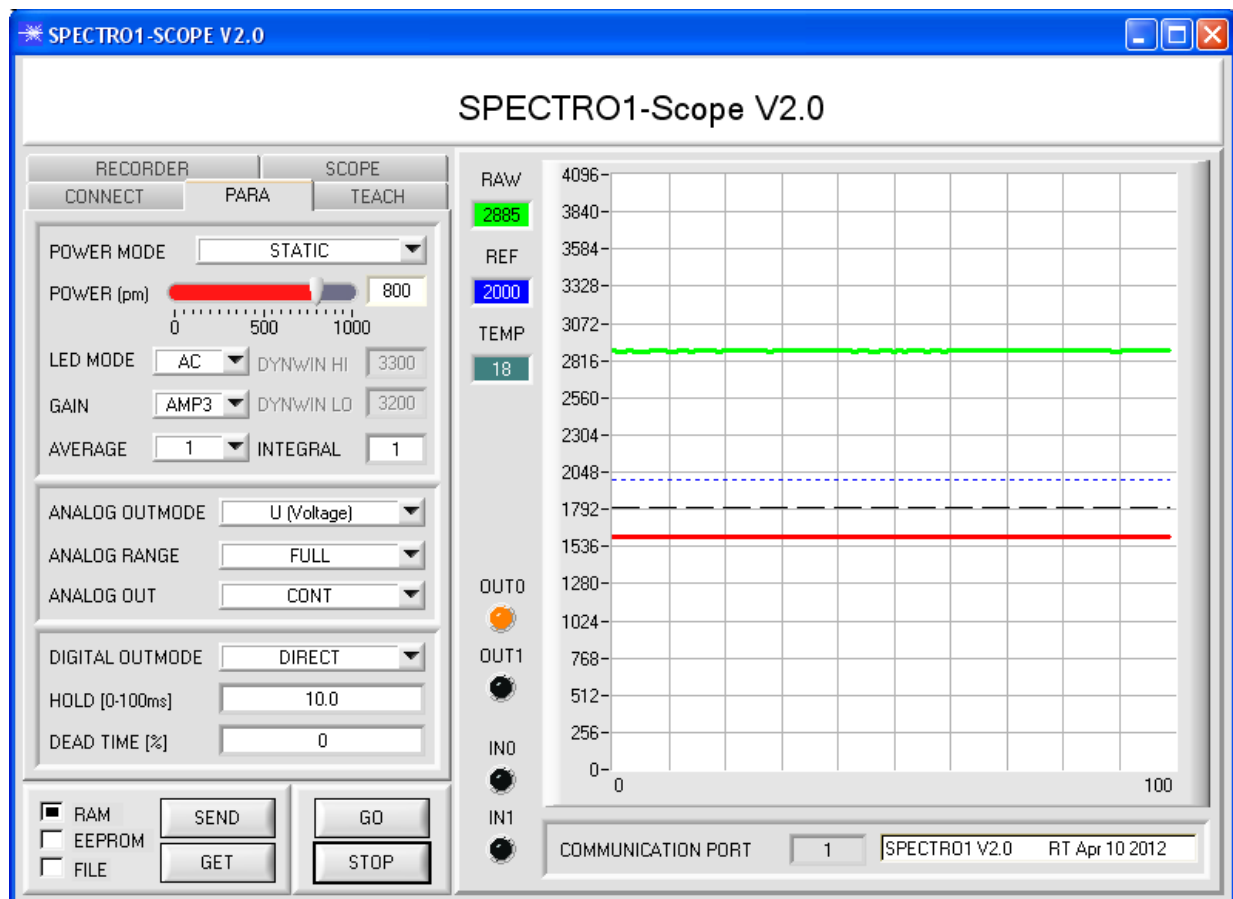 SPECTRO1-SCOPE V2.0
SPECTRO1-Scope V2.0
RECORDER SCOPE
CONNECT PARA TEACH
POWER MODE STATIC
POWER (pm) 800
0 500 1000
LED MODE AC DYNWIN HI 3300
GAIN AMP3 DYNWIN LO 3200
AVERAGE 1 INTEGRAL 1
ANALOG OUTMODE U (Voltage)
ANALOG RANGE FULL
ANALOG OUT CONT
DIGITAL OUTMODE DIRECT
HOLD [0-100ms] 10.0
DEAD TIME [%] 0
RAM
EEPROM
FILE
SEND
GET
GO
STOP
RAW
2885
REF
2000
TEMP
18
OUT0
OUT1
IN0
IN1
4096
3840
3584
3328
3072
2816
2560
2304
2048
1792
1536
1280
1024
768
512
256
0
0 100
COMMUNICATION PORT 1 SPECTRO1 V2.0 RT Apr 10 2012